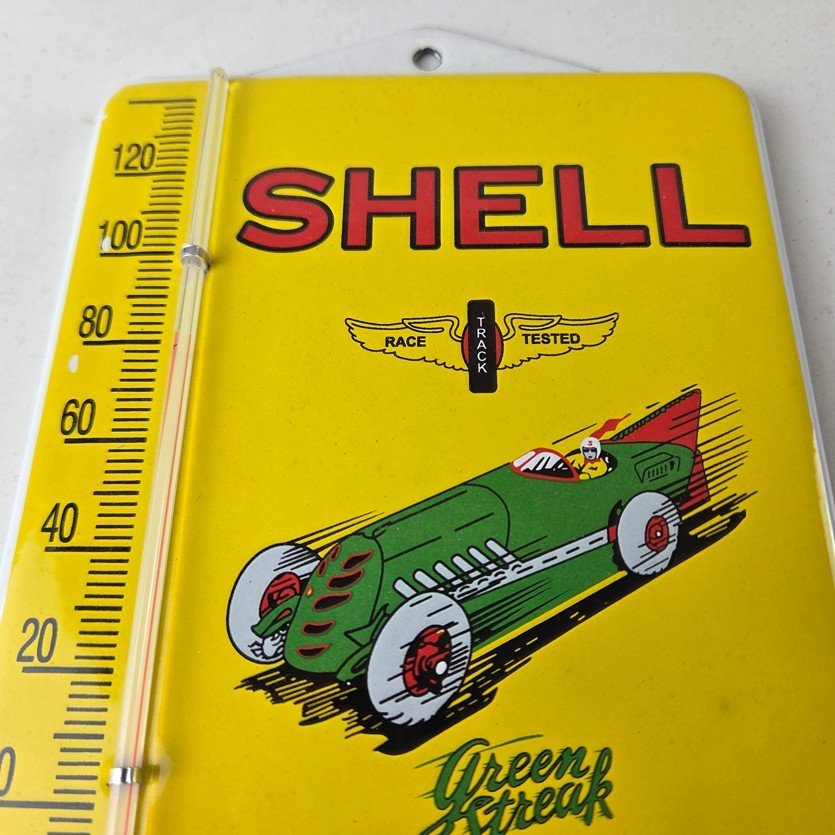 SHELL
RACE TRACK TESTED
Green
Streak
120
100
80
60
40
20
0
S